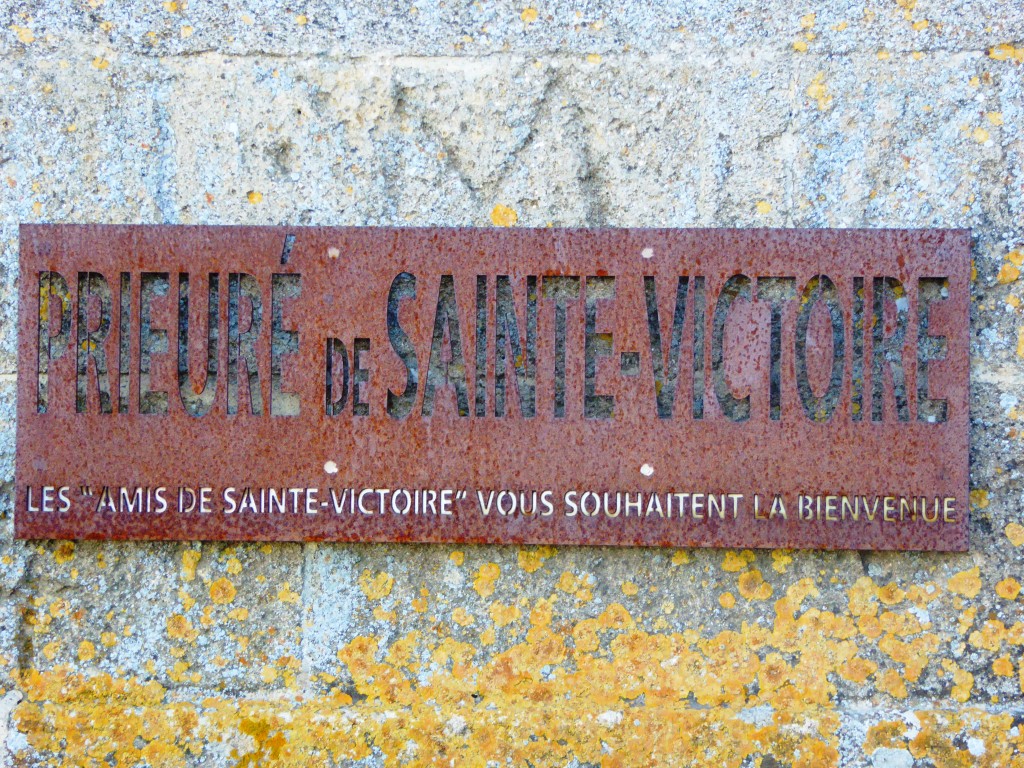 PRIEURÉ DE SAINTE-VICTOIRE
LES "AMIS DE SAINTE-VICTOIRE" VOUS SOUHAITENT LA BIENVENUE